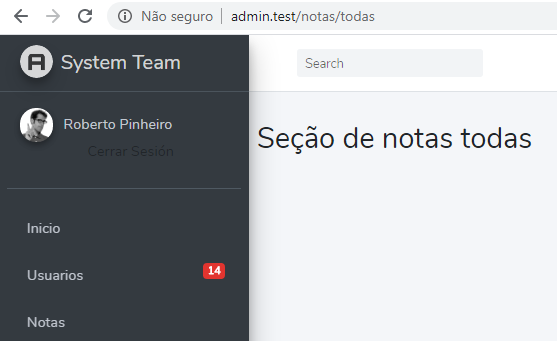 Não seguro | admin.test/notas/todas
System Team
Search
Roberto Pinheiro
Cerrar Sesión
Seção de notas todas
Inicio
Usuarios 14
Notas